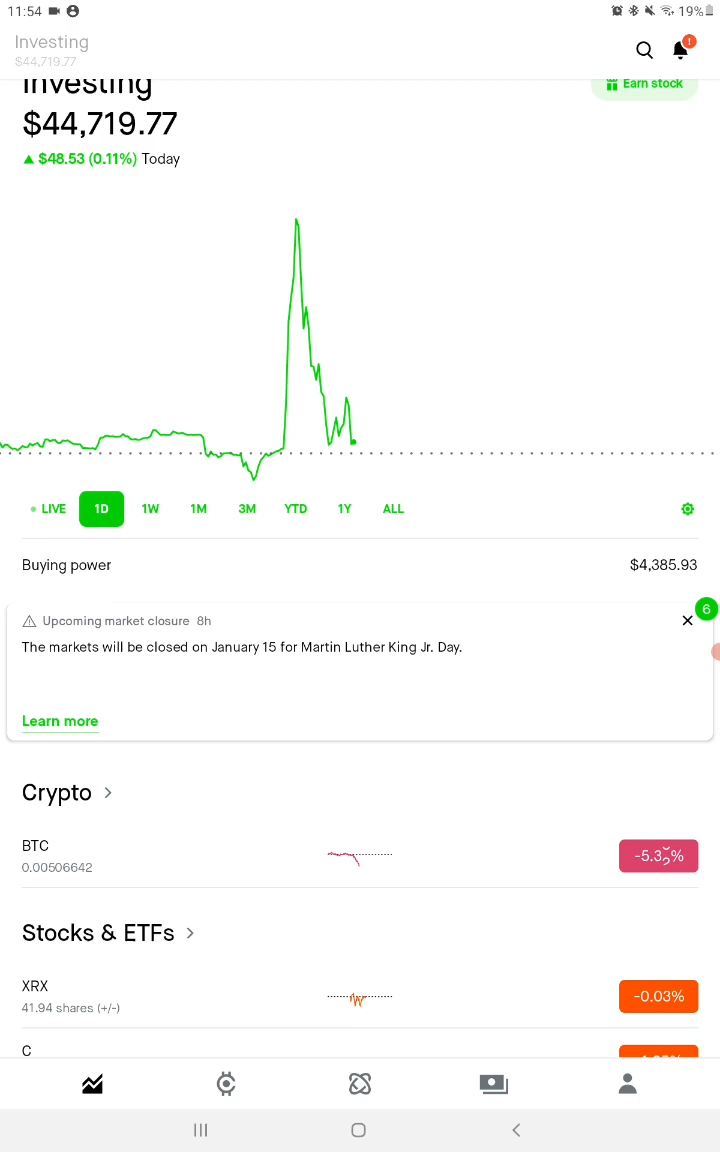 11:54
19%
Investing
$44,719.77
1
Investing
Earn stock
$44,719.77
$48.53 (0.11%) Today
LIVE 1D 1W 1M 3M YTD 1Y ALL
Buying power $4,385.93
6
Upcoming market closure 8h
The markets will be closed on January 15 for Martin Luther King Jr. Day.
Learn more
Crypto
BTC
0.00506642
Stocks & ETFs
XRX
-0.03%
41.94 shares (+/-)
C